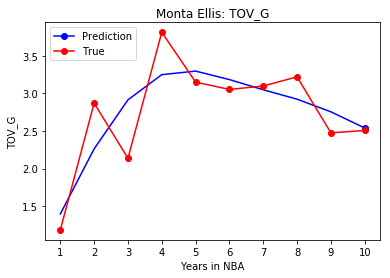 Monta Ellis: TOV_G
Prediction
True
3.5
3.0
2.5
2.0
1.5
TOV_G
1 2 3 4 5 6 7 8 9 10
Years in NBA